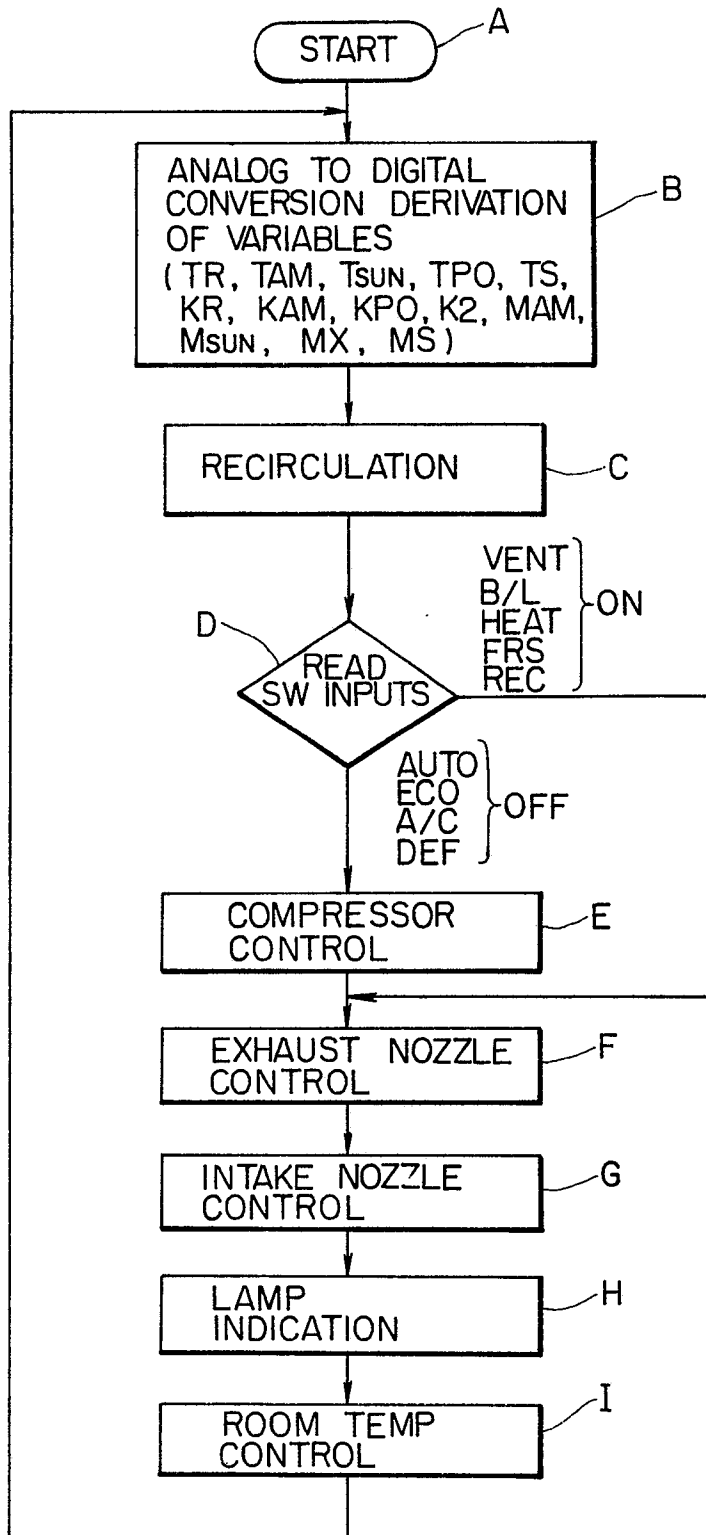 START
A
ANALOG TO DIGITAL
CONVERSION DERIVATION
OF VARIABLES
(TR, TAM, TSUN, TPO, TS,
KR, KAM, KPO, K2, MAM,
MSUN, MX, MS)
B
RECIRCULATION
C
D
READ
SW INPUTS
VENT
B/L
HEAT
FRS
REC
ON
AUTO
ECO
A/C
DEF
OFF
COMPRESSOR
CONTROL
E
EXHAUST NOZZLE
CONTROL
F
INTAKE NOZZLE
CONTROL
G
LAMP
INDICATION
H
ROOM TEMP
CONTROL
I